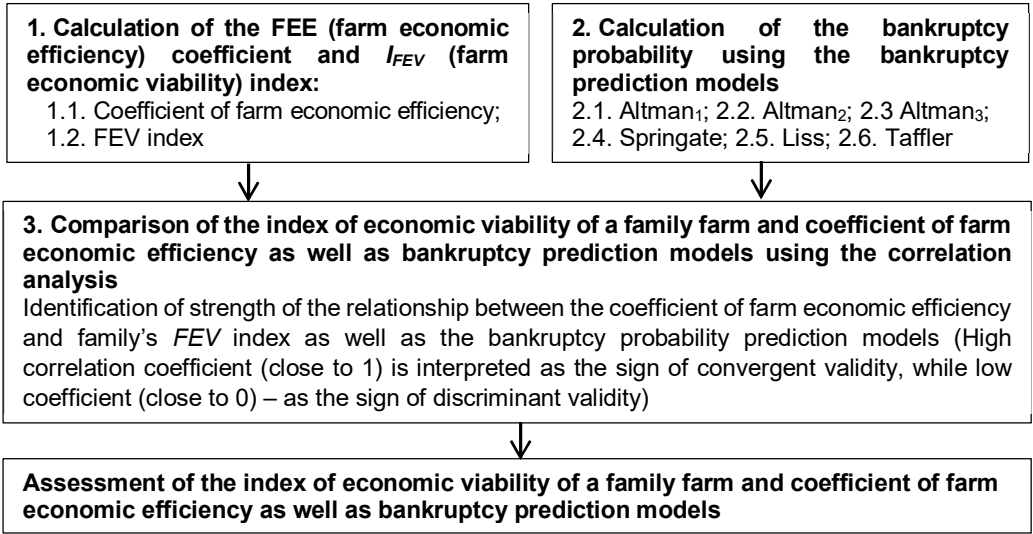 1. Calculation of the FEE (farm economic
efficiency) coefficient and I_FEV (farm
economic viability) index:
1.1. Coefficient of farm economic efficiency;
1.2. FEV index
2. Calculation of the bankruptcy
probability using the bankruptcy
prediction models
2.1. Altman₁; 2.2. Altman₂; 2.3 Altman₃;
2.4. Springate; 2.5. Liss; 2.6. Taffler
3. Comparison of the index of economic viability of a family farm and coefficient of farm
economic efficiency as well as bankruptcy prediction models using the correlation
analysis
Identification of strength of the relationship between the coefficient of farm economic efficiency
and family’s FEV index as well as the bankruptcy probability prediction models (High
correlation coefficient (close to 1) is interpreted as the sign of convergent validity, while low
coefficient (close to 0) – as the sign of discriminant validity)
Assessment of the index of economic viability of a family farm and coefficient of farm
economic efficiency as well as bankruptcy prediction models